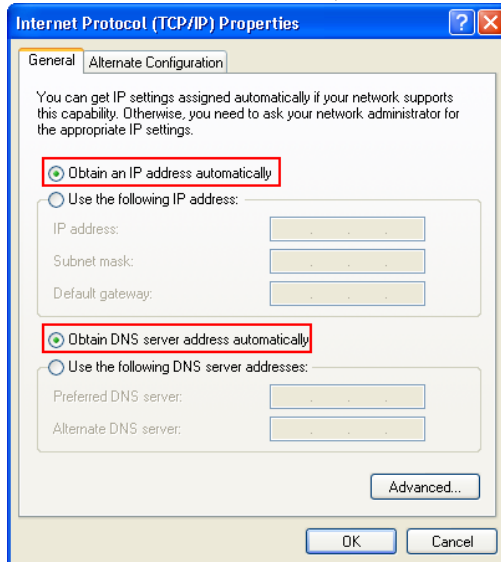 Internet Protocol (TCP/IP) Properties
General
Alternate Configuration
You can get IP settings assigned automatically if your network supports
this capability. Otherwise, you need to ask your network administrator for
the appropriate IP settings.
Obtain an IP address automatically
Use the following IP address:
IP address:
Subnet mask:
Default gateway:
Obtain DNS server address automatically
Use the following DNS server addresses:
Preferred DNS server:
Alternate DNS server:
Advanced...
OK
Cancel